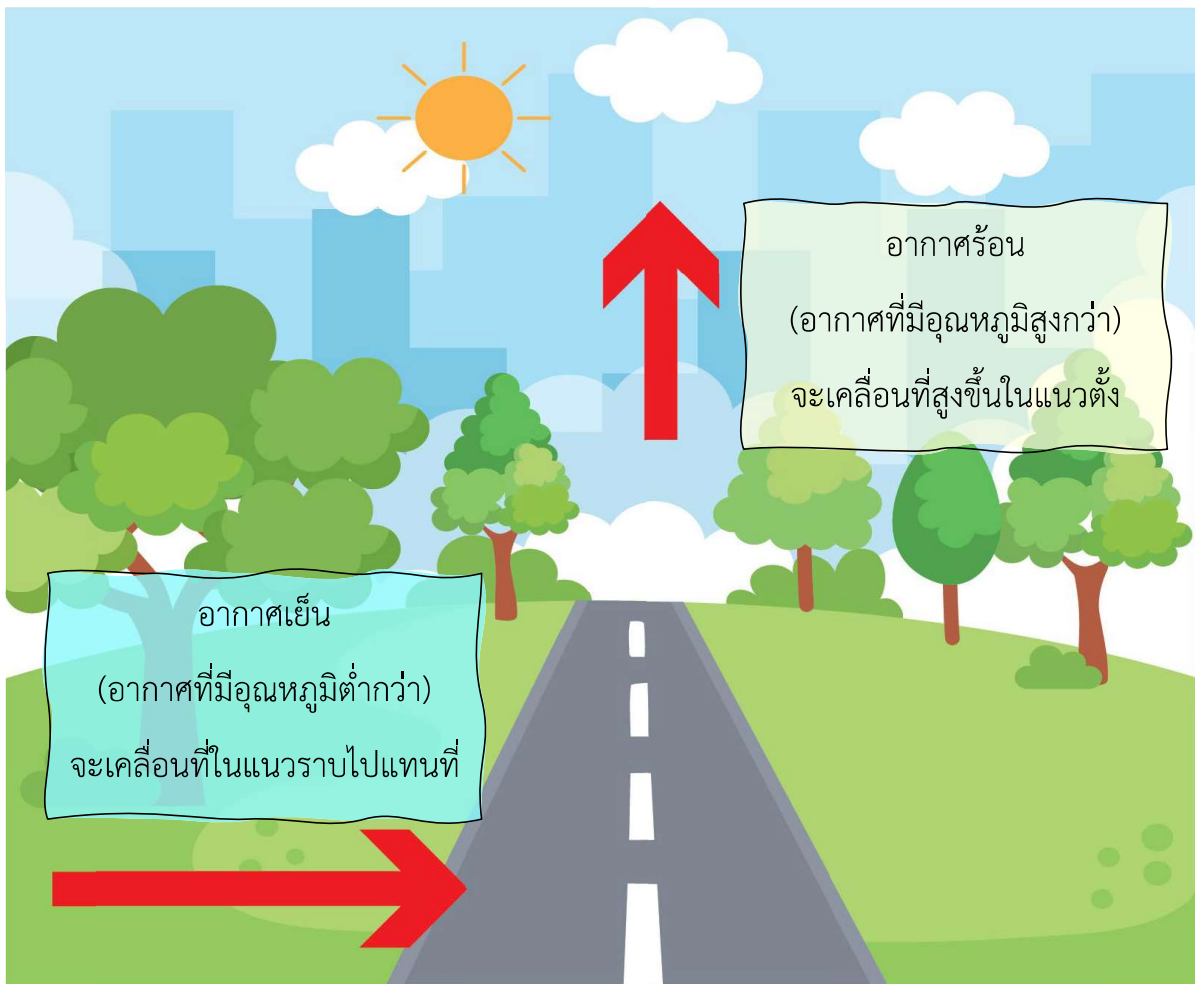 อากาศร้อน
(อากาศที่มีอุณหภูมิสูงกว่า)
จะเคลื่อนที่สูงขึ้นในแนวตั้ง
อากาศเย็น
(อากาศที่มีอุณหภูมิต่ำกว่า)
จะเคลื่อนที่ในแนวราบไปแทนที่